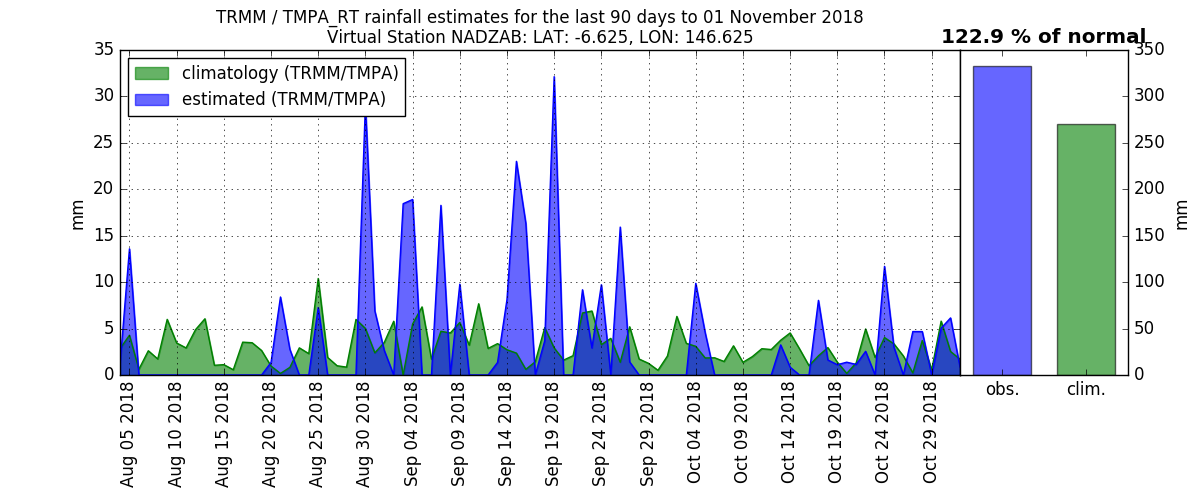 TRMM / TMPA_RT rainfall estimates for the last 90 days to 01 November 2018
Virtual Station NADZAB: LAT: -6.625, LON: 146.625
122.9 % of normal
climatology (TRMM/TMPA)
estimated (TRMM/TMPA)
mm
35
30
25
20
15
10
5
0
Aug 05 2018
Aug 10 2018
Aug 15 2018
Aug 20 2018
Aug 25 2018
Aug 30 2018
Sep 04 2018
Sep 09 2018
Sep 14 2018
Sep 19 2018
Sep 24 2018
Sep 29 2018
Oct 04 2018
Oct 09 2018
Oct 14 2018
Oct 19 2018
Oct 24 2018
Oct 29 2018
obs.
clim.
350
300
250
200
150
100
50
0
mm